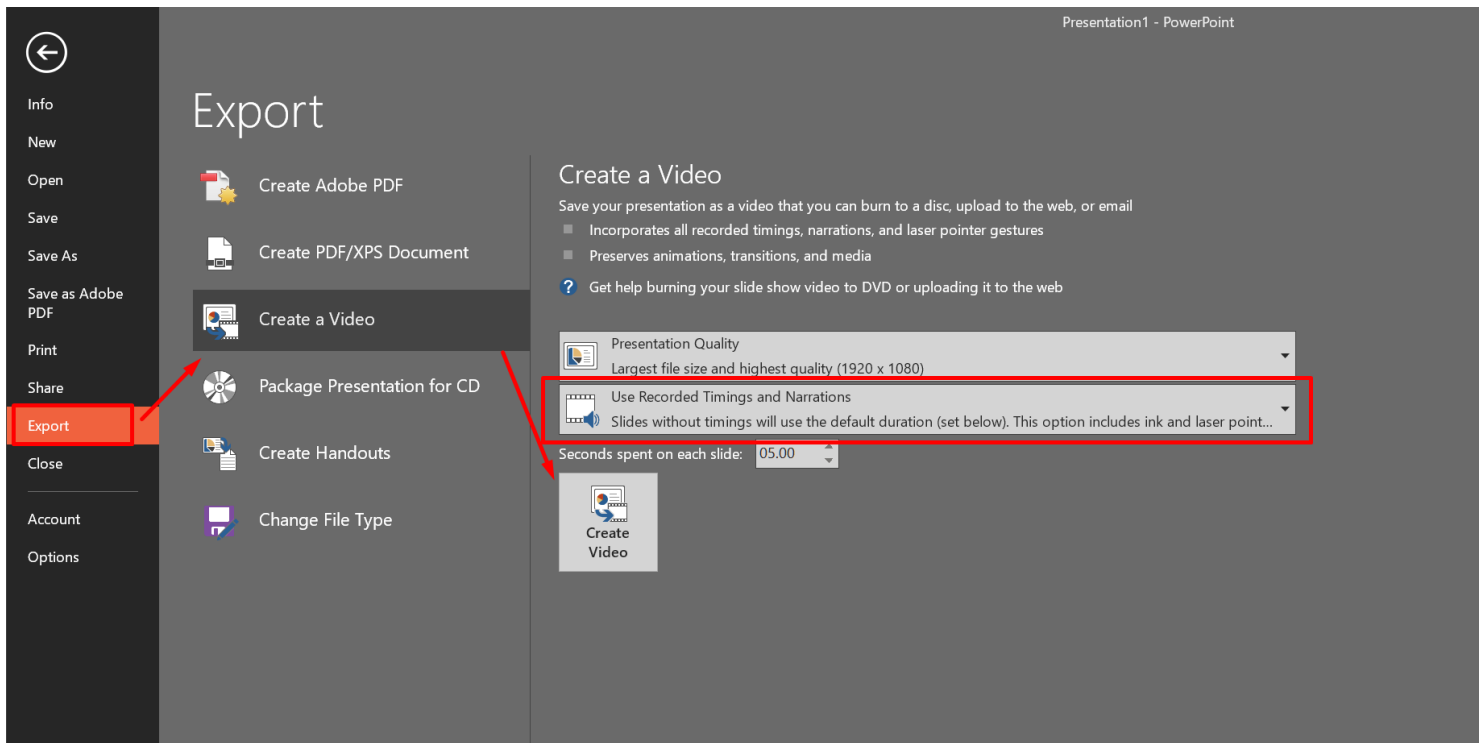 Presentation1 - PowerPoint
Info
New
Open
Save
Save As
Save as Adobe
PDF
Print
Share
Export
Close
Account
Options
Export
Create Adobe PDF
Create PDF/XPS Document
Create a Video
Package Presentation for CD
Create Handouts
Change File Type
Create a Video
Save your presentation as a video that you can burn to a disc, upload to the web, or email
Incorporates all recorded timings, narrations, and laser pointer gestures
Preserves animations, transitions, and media
? Get help burning your slide show video to DVD or uploading it to the web
Presentation Quality
Largest file size and highest quality (1920 x 1080)
Use Recorded Timings and Narrations
Slides without timings will use the default duration (set below). This option includes ink and laser point...
Seconds spent on each slide: 05.00
Create
Video